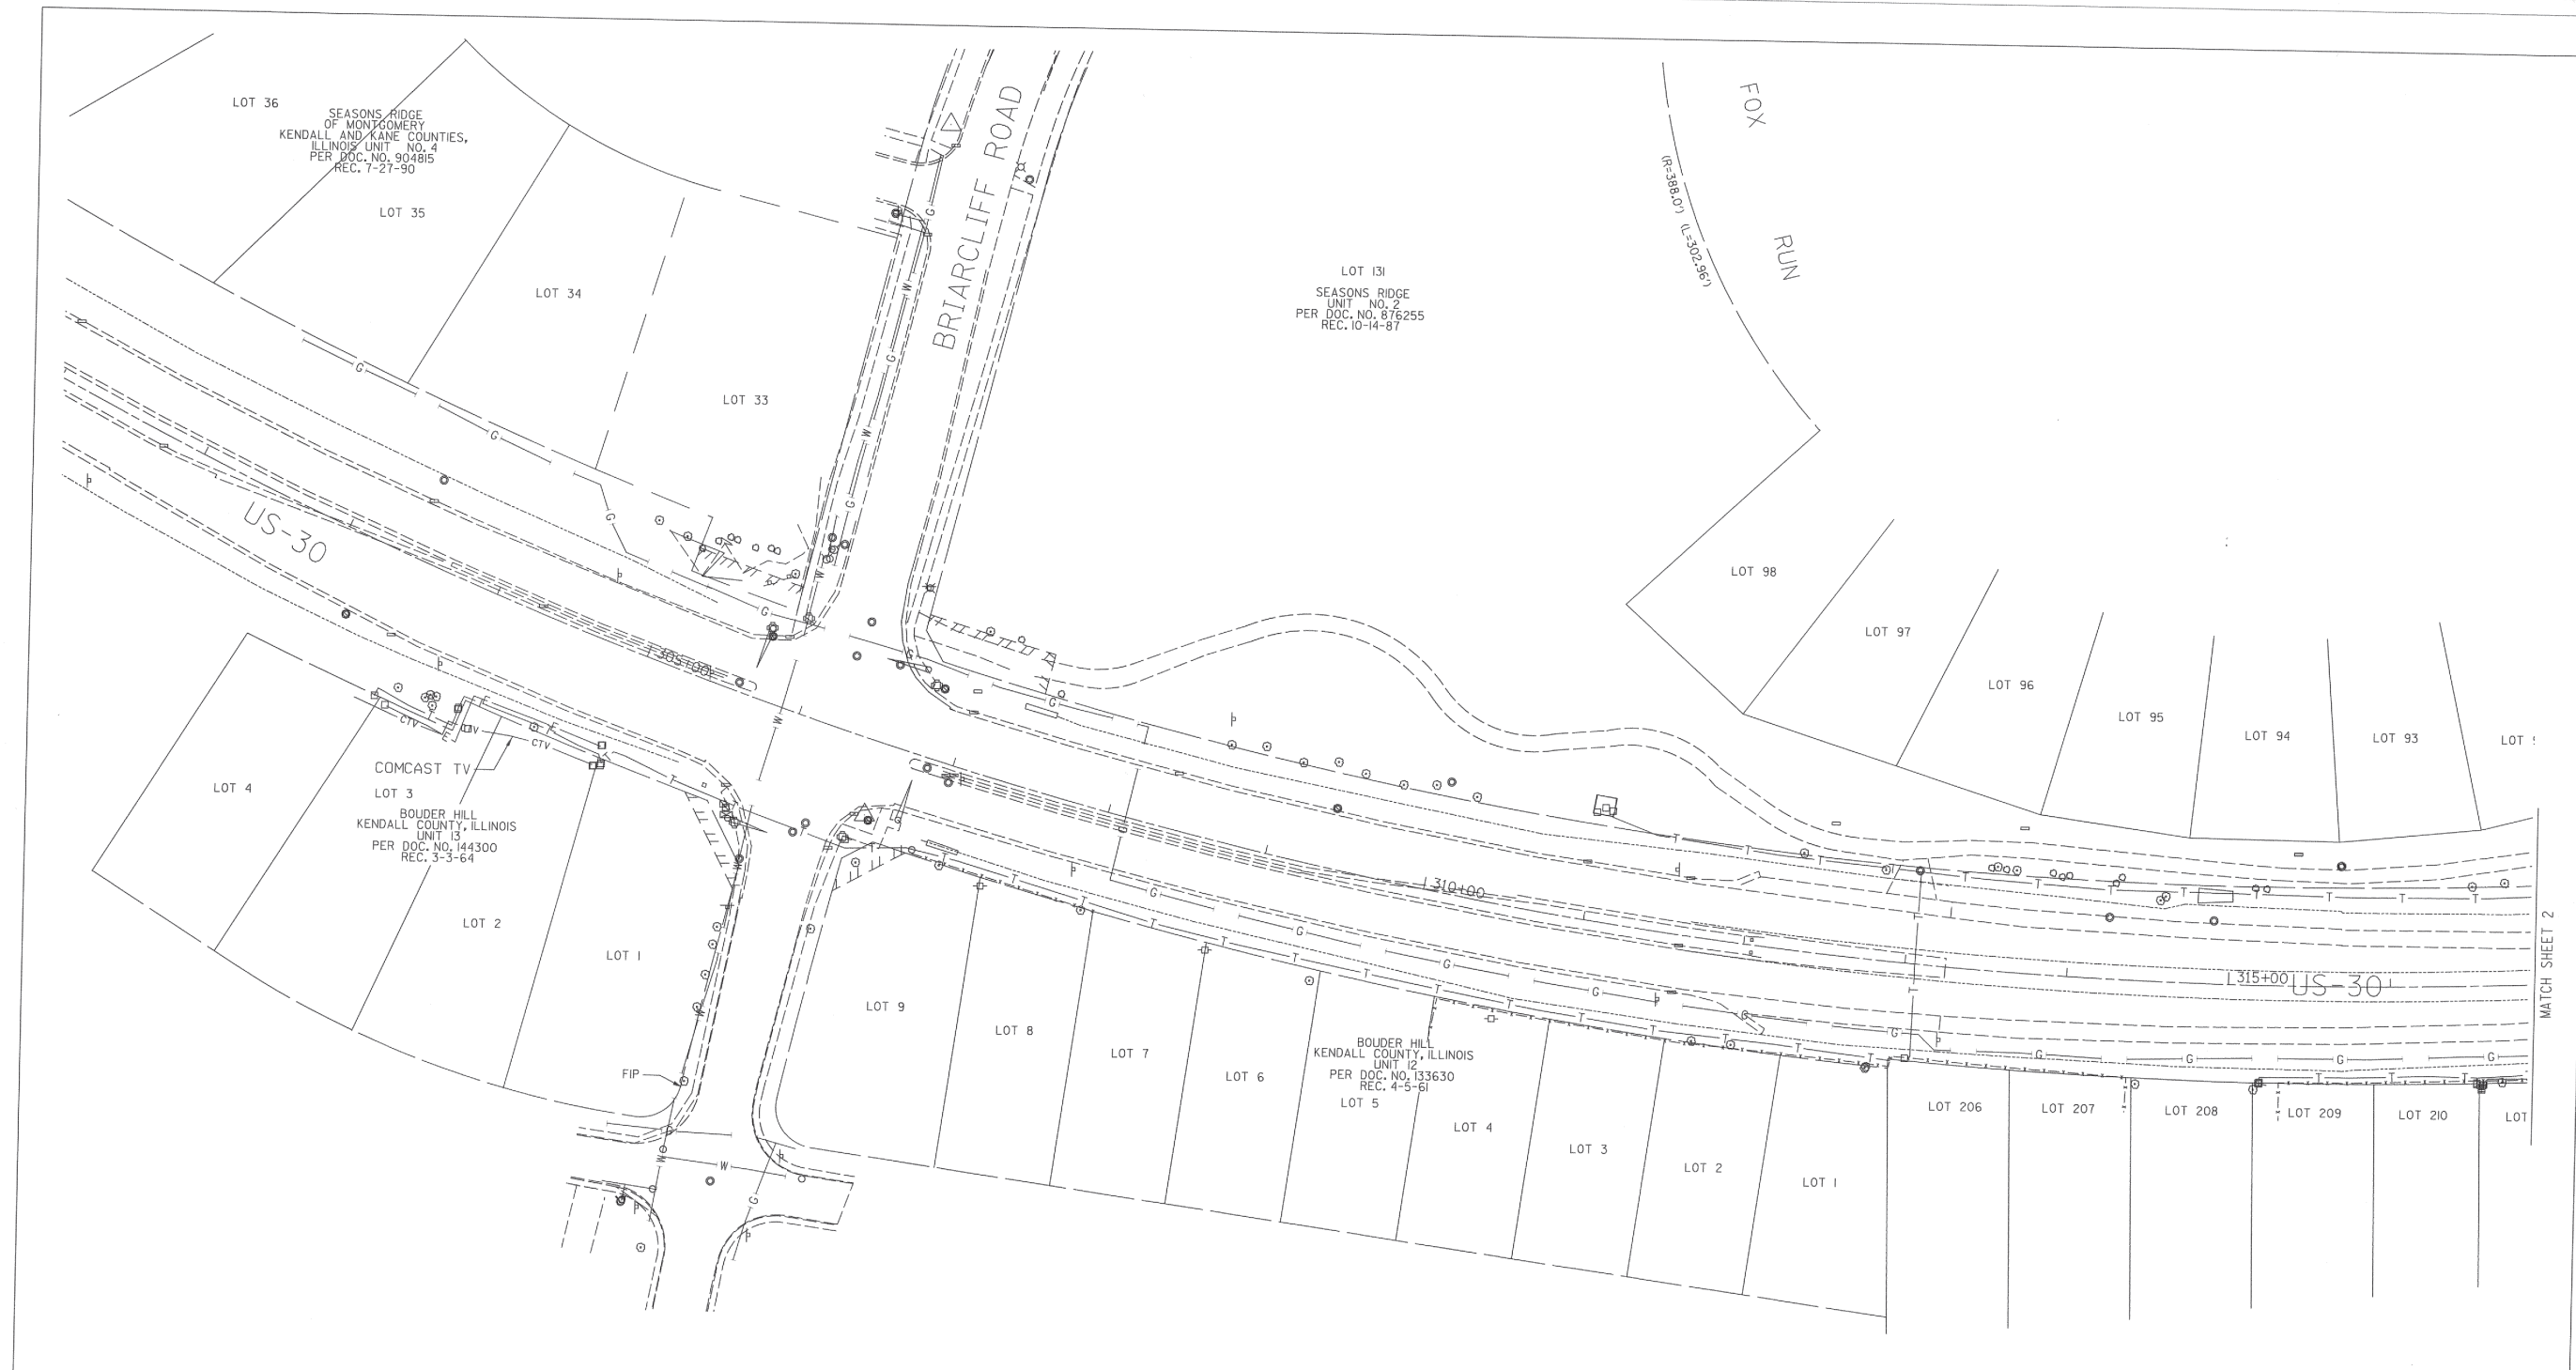 LOT 36
SEASONS RIDGE
OF MONTGOMERY
KENDALL AND KANE COUNTIES,
ILLINOIS UNIT NO. 4
PER DOC. NO. 904815
REC. 7-27-90
LOT 35
LOT 34
LOT 33
BRIARCLIFF ROAD
LOT 131
SEASONS RIDGE
UNIT NO. 2
PER DOC. NO. 876255
REC. 10-14-87
FOX
RUN
(R=388.0') (L=302.96')
LOT 98
LOT 97
LOT 96
LOT 95
LOT 94
LOT 93
LOT
US-30
305+00
310+00
315+00
US-30
MATCH SHEET 2
CTV
CTV
COMCAST TV
LOT 4
LOT 3
BOUDER HILL
KENDALL COUNTY, ILLINOIS
UNIT 13
PER DOC. NO. 144300
REC. 3-3-64
LOT 2
LOT 1
FIP
LOT 9
LOT 8
LOT 7
LOT 6
BOUDER HILL
KENDALL COUNTY, ILLINOIS
UNIT 12
PER DOC. NO. 133630
REC. 4-5-61
LOT 5
LOT 4
LOT 3
LOT 2
LOT 1
LOT 206
LOT 207
LOT 208
LOT 209
LOT 210
LOT